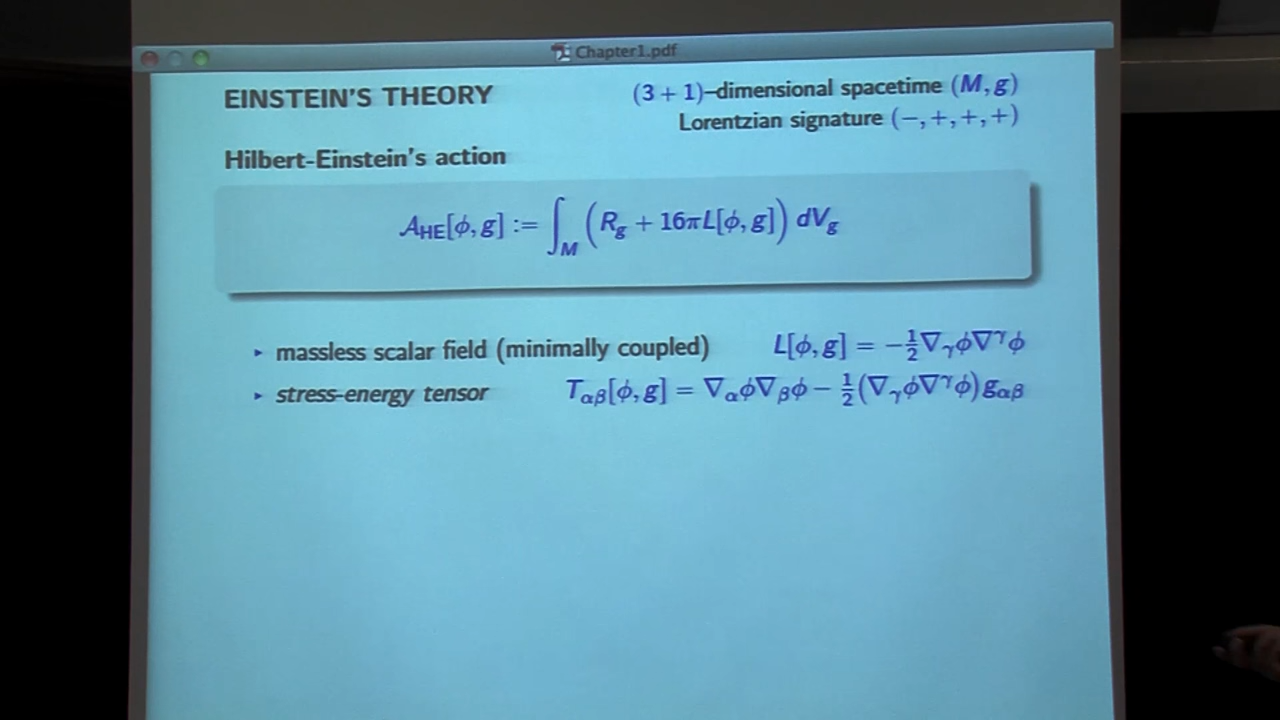 Chapter1.pdf
EINSTEIN'S THEORY
(3 + 1)–dimensional spacetime (M, g)
Lorentzian signature (−, +, +, +)
Hilbert-Einstein's action
𝒜_HE[ϕ, g] := ∫_M (R_g + 16πL[ϕ, g]) dV_g
▸ massless scalar field (minimally coupled) L[ϕ, g] = −½∇_γϕ∇^γϕ
▸ stress-energy tensor T_αβ[ϕ, g] = ∇_αϕ∇_βϕ − ½(∇_γϕ∇^γϕ)g_αβ